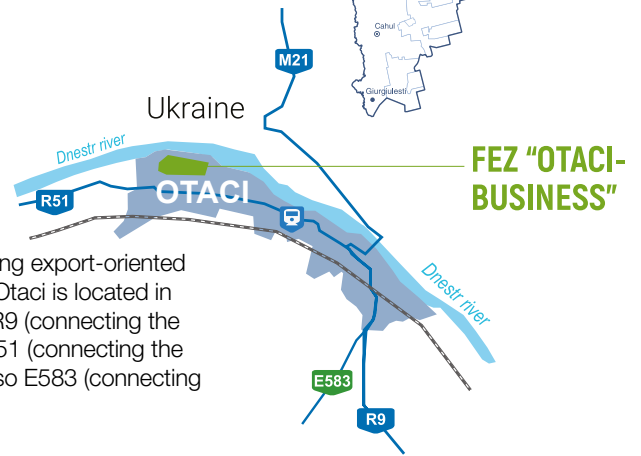 Cahul
Giurgiulesti
M21
Ukraine
Dnestr river
FEZ “OTACI-
BUSINESS”
R51
OTACI
ng export-oriented
Otaci is located in
R9 (connecting the
51 (connecting the
so E583 (connecting
Dnestr river
E583
R9